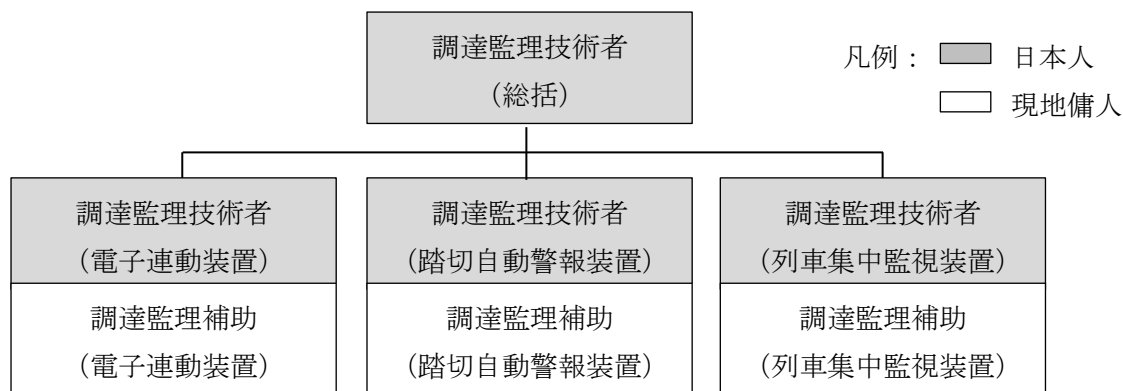 調達監理技術者
（総括）
凡例：　日本人
現地傭人
調達監理技術者
（電子連動装置）
調達監理補助
（電子連動装置）
調達監理技術者
（踏切自動警報装置）
調達監理補助
（踏切自動警報装置）
調達監理技術者
（列車集中監視装置）
調達監理補助
（列車集中監視装置）